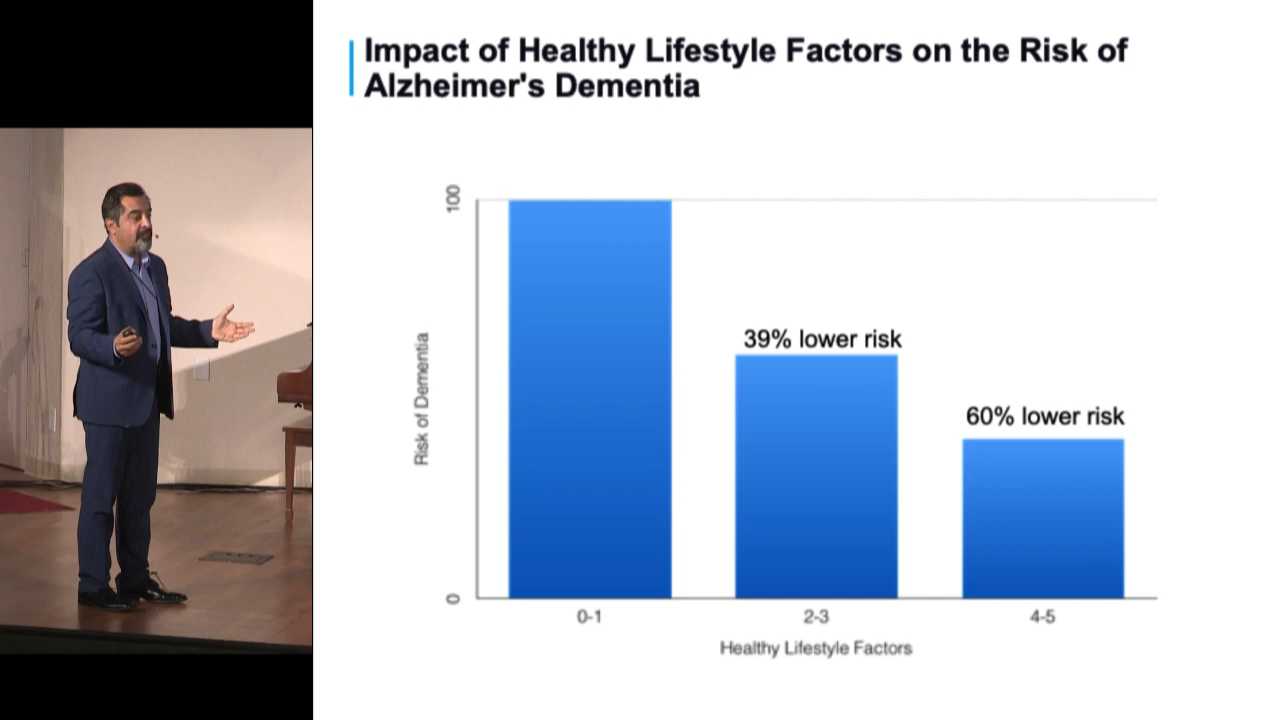 Impact of Healthy Lifestyle Factors on the Risk of
Alzheimer's Dementia
100
39% lower risk
60% lower risk
Risk of Dementia
0
0-1
2-3
4-5
Healthy Lifestyle Factors